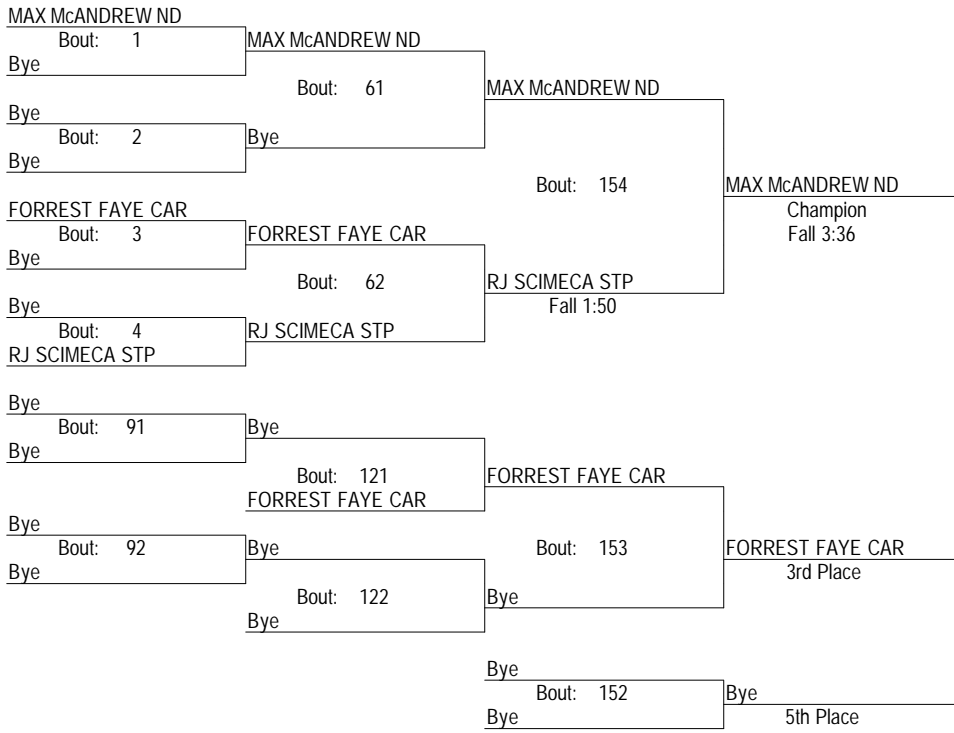 MAX McANDREW ND
Bout: 1
Bye
MAX McANDREW ND
Bout: 61
MAX McANDREW ND
Bye
Bout: 2
Bye
Bye
Bout: 154
MAX McANDREW ND
Champion
Fall 3:36
FORREST FAYE CAR
Bout: 3
Bye
FORREST FAYE CAR
Bout: 62
RJ SCIMECA STP
Fall 1:50
Bye
Bout: 4
RJ SCIMECA STP
RJ SCIMECA STP
Bye
Bout: 91
Bye
Bye
Bout: 121
FORREST FAYE CAR
FORREST FAYE CAR
Bye
Bout: 92
Bye
Bye
Bout: 153
FORREST FAYE CAR
3rd Place
Bout: 122
Bye
Bye
Bye
Bout: 152
Bye
Bye
5th Place